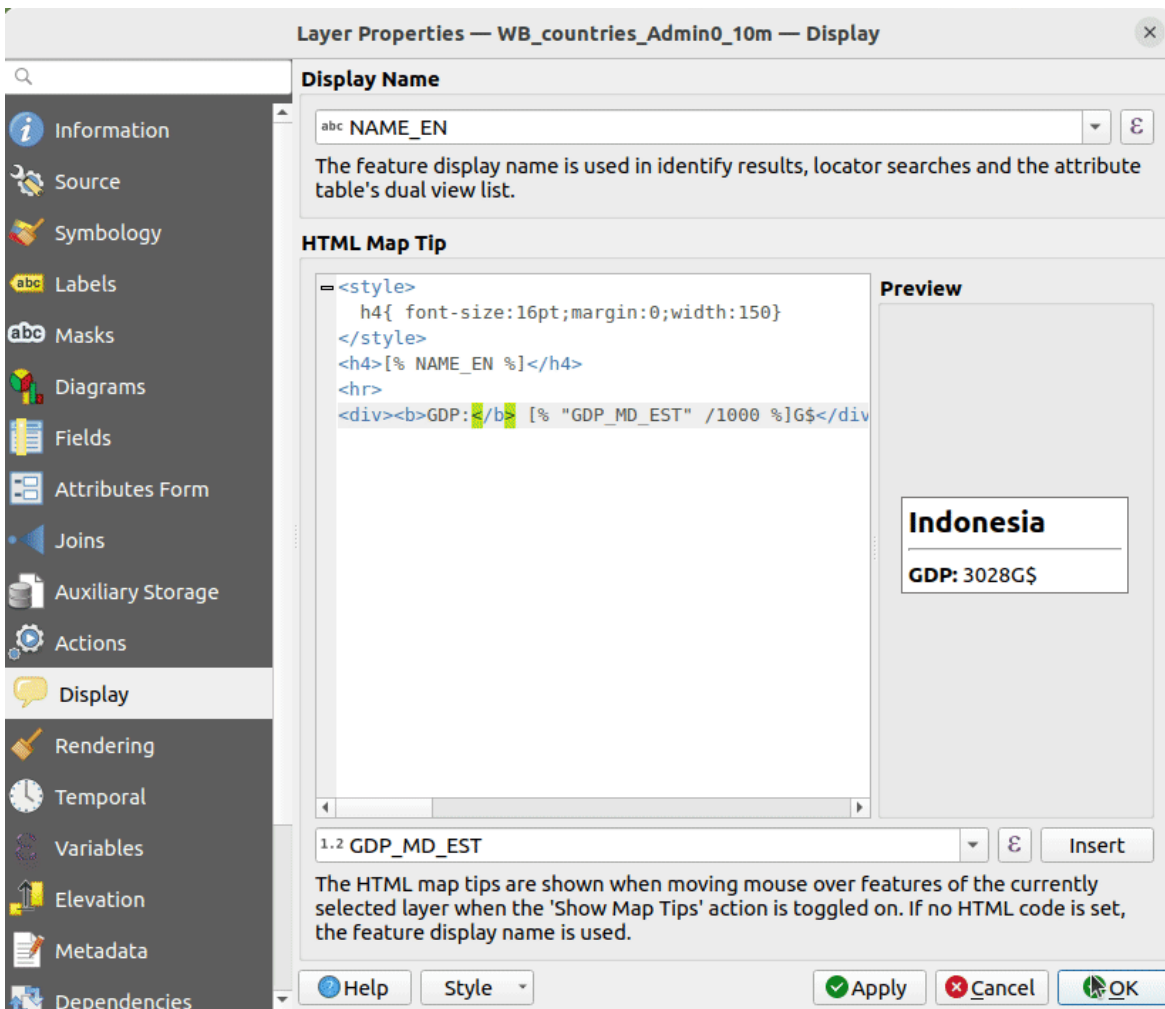 Layer Properties — WB_countries_Admin0_10m — Display
Information
Source
Symbology
abc Labels
abc Masks
Diagrams
Fields
Attributes Form
Joins
Auxiliary Storage
Actions
Display
Rendering
Temporal
Variables
Elevation
Metadata
Dependencies
Display Name
abc NAME_EN
ε
The feature display name is used in identify results, locator searches and the attribute
table's dual view list.
HTML Map Tip
<style>
h4{ font-size:16pt;margin:0;width:150}
</style>
<h4>[% NAME_EN %]</h4>
<hr>
<div><b>GDP:</b> [% "GDP_MD_EST" /1000 %]G$</div
Preview
Indonesia
GDP: 3028G$
1.2 GDP_MD_EST
ε
Insert
The HTML map tips are shown when moving mouse over features of the currently
selected layer when the 'Show Map Tips' action is toggled on. If no HTML code is set,
the feature display name is used.
Help
Style
Apply
Cancel
OK